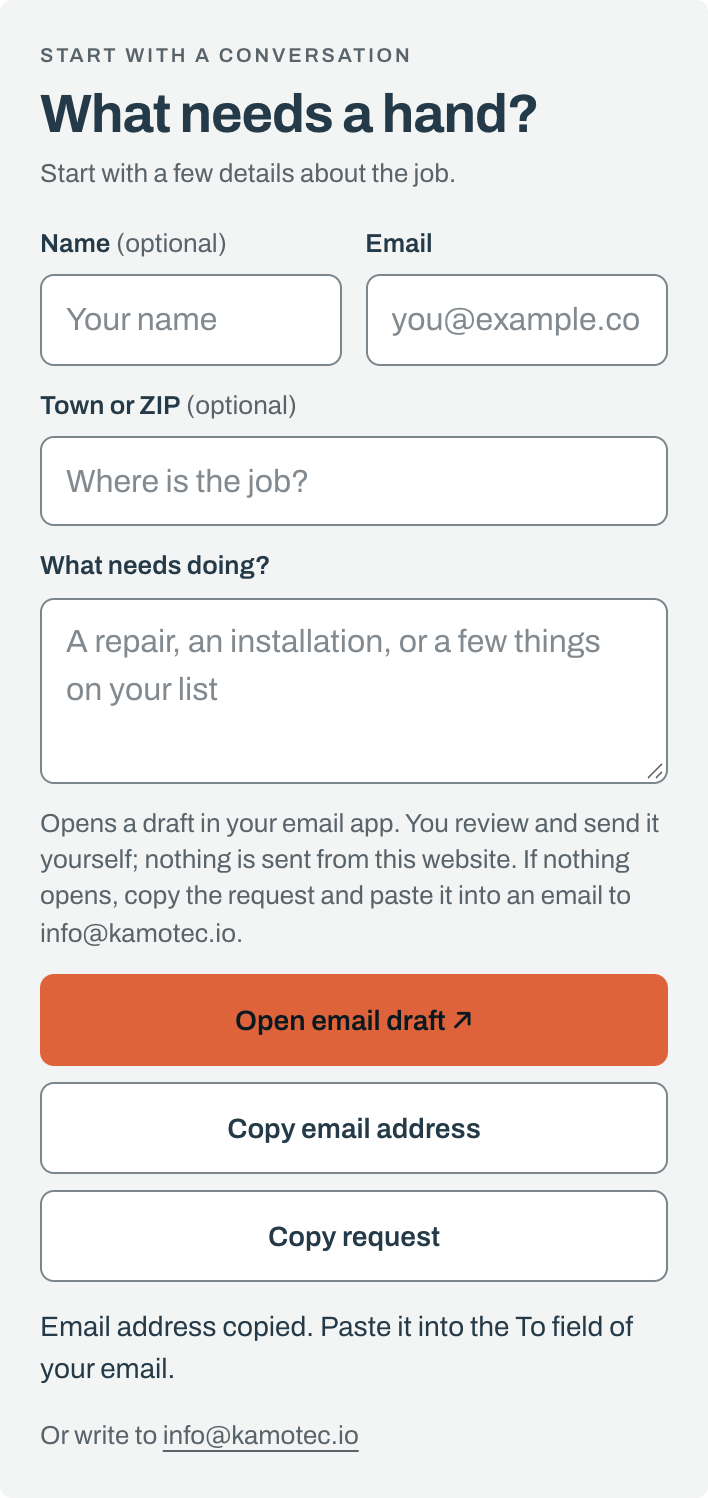 START WITH A CONVERSATION
What needs a hand?
Start with a few details about the job.
Name (optional)
Email
Your name
you@example.co
Town or ZIP (optional)
Where is the job?
What needs doing?
A repair, an installation, or a few things
on your list
Opens a draft in your email app. You review and send it
yourself; nothing is sent from this website. If nothing
opens, copy the request and paste it into an email to
info@kamotec.io.
Open email draft ↗
Copy email address
Copy request
Email address copied. Paste it into the To field of
your email.
Or write to info@kamotec.io